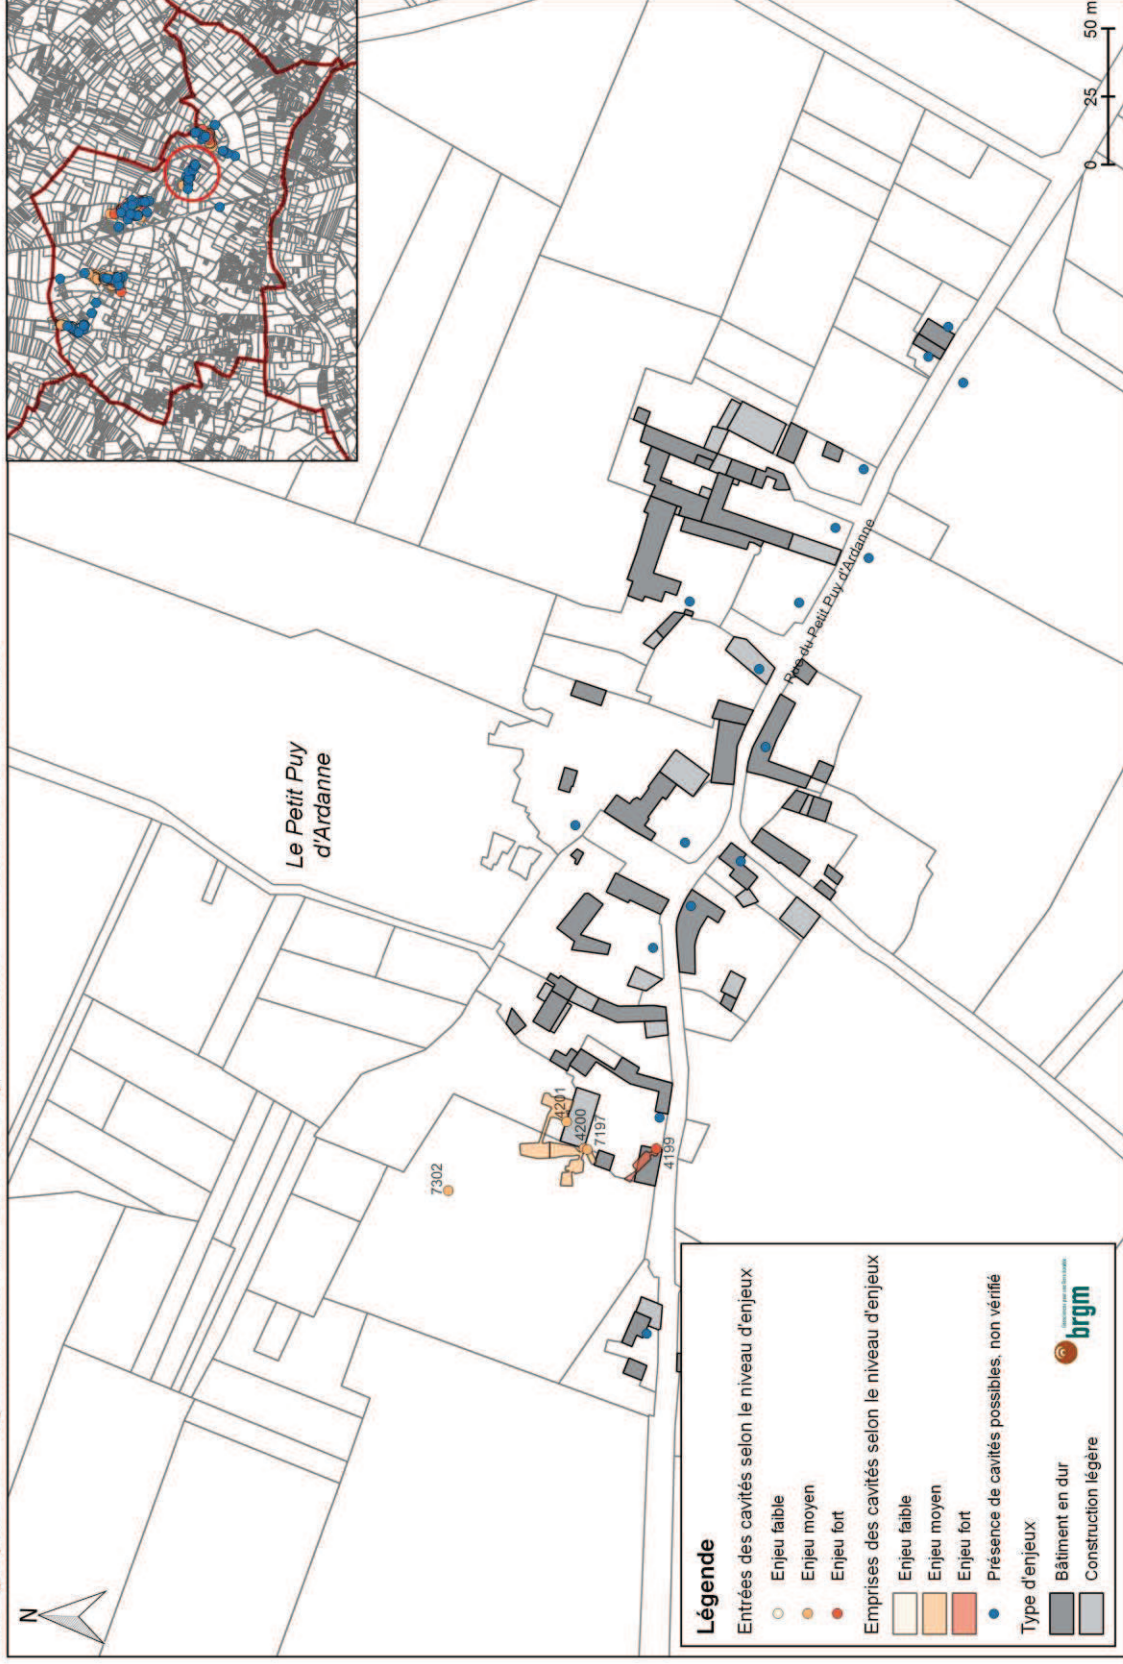 N
Le Petit Puy
d'Ardanne
7302
4201
4200
7197
4199
Rue du Petit Puy d'Ardanne
0 25 50 m
Légende
Entrées des cavités selon le niveau d'enjeux
Enjeu faible
Enjeu moyen
Enjeu fort
Emprises des cavités selon le niveau d'enjeux
Enjeu faible
Enjeu moyen
Enjeu fort
Présence de cavités possibles, non vérifié
Type d'enjeux
Bâtiment en dur
Construction légère
brgm